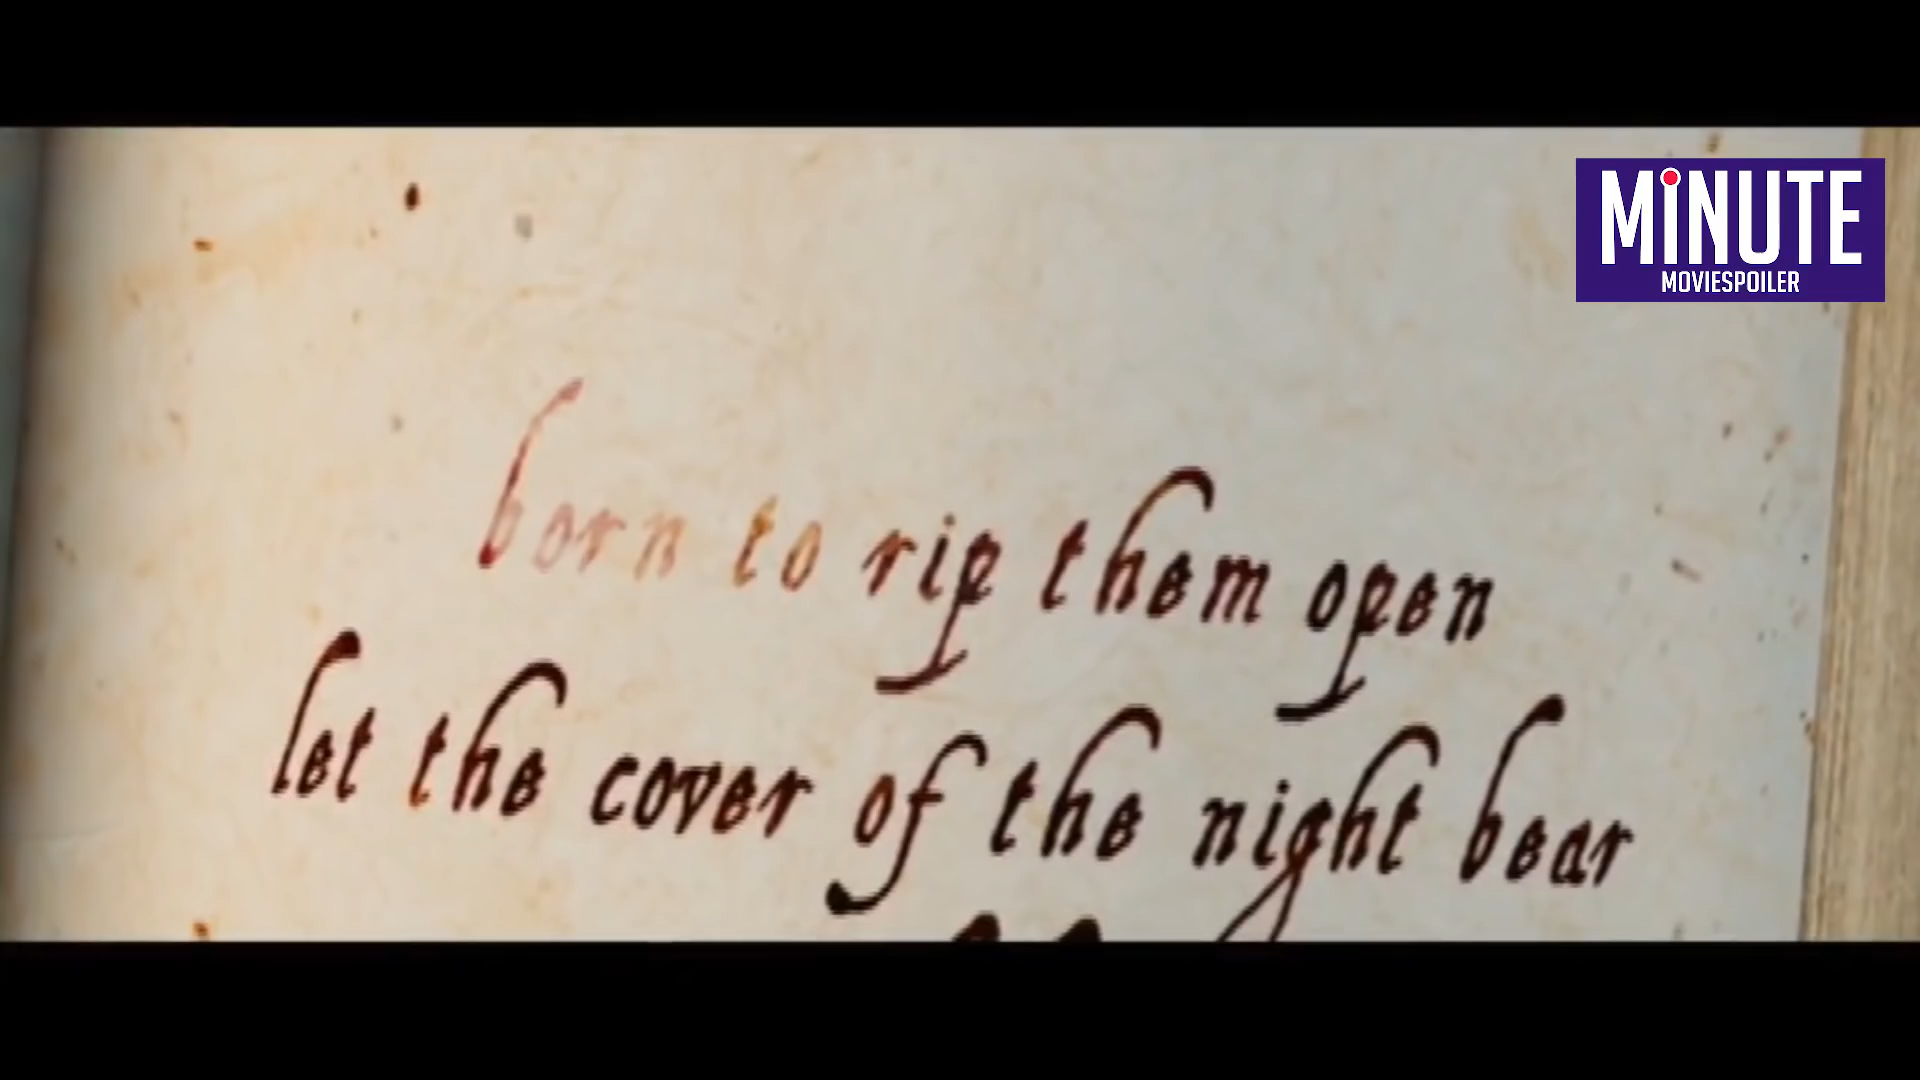 MiNUTE
MOVIESPOILER
born to rip them open
let the cover of the night bear